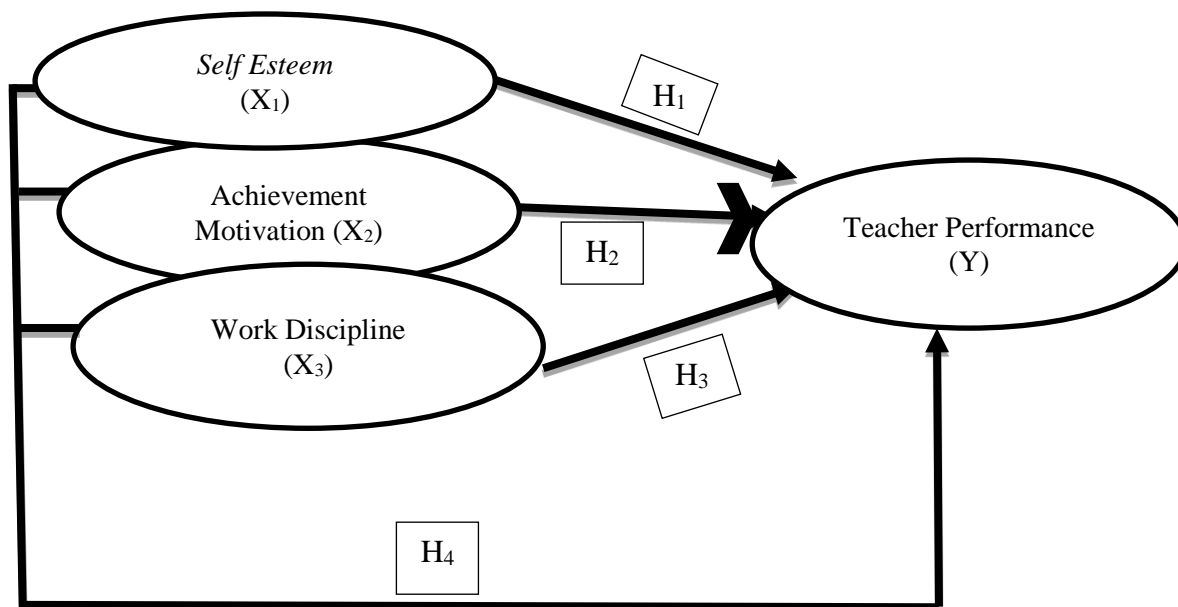 Self Esteem
(X₁)
H₁
Achievement
Motivation (X₂)
H₂
Teacher Performance
(Y)
Work Discipline
(X₃)
H₃
H₄